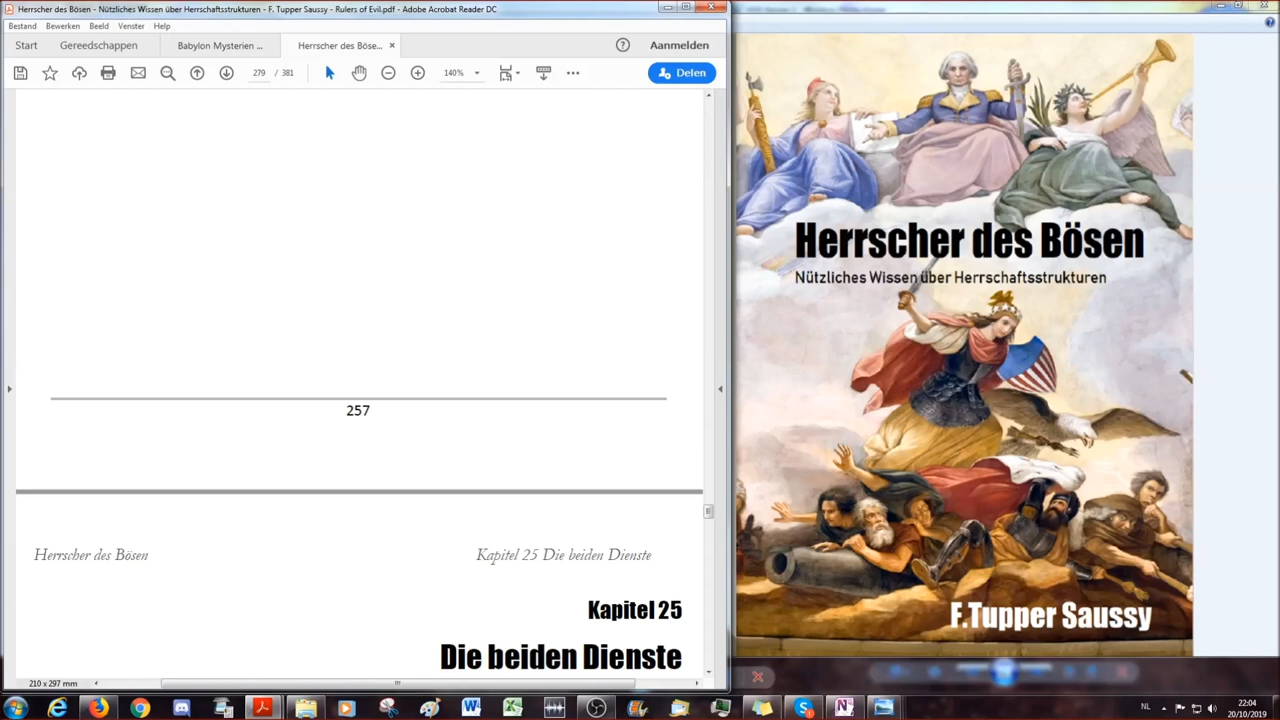 Herrscher des Bösen - Nützliches Wissen über Herrschaftsstrukturen - F. Tupper Saussy - Rulers of Evil.pdf - Adobe Acrobat Reader DC
Bestand Bewerken Beeld Venster Help
Start Gereedschappen Babylon Mysterien ... Herrscher des Böse... × Aanmelden
279 / 381 140% Delen
257
Herrscher des Bösen Kapitel 25 Die beiden Dienste
Kapitel 25
Die beiden Dienste
210 x 297 mm
Herrscher des Bösen
Nützliches Wissen über Herrschaftsstrukturen
F.Tupper Saussy
NL 22:04
20/10/2019